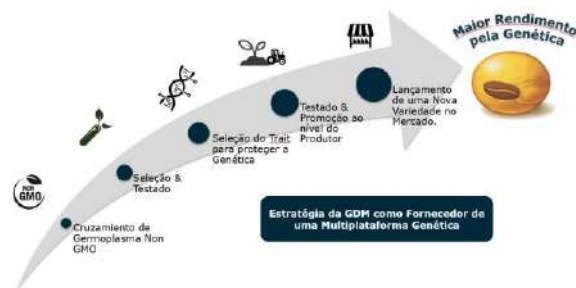 Maior Rendimento
pela Genética
Lançamento
de uma Nova
Variedade no
Mercado.
Testado &
Promoção ao
nível do
Produtor
Seleção do Trait
para proteger a
Genética
Seleção &
Testado
NON
GMO
Cruzamiento de
Germoplasma Non
GMO
Estratégia da GDM como Fornecedor de
uma Multiplataforma Genética